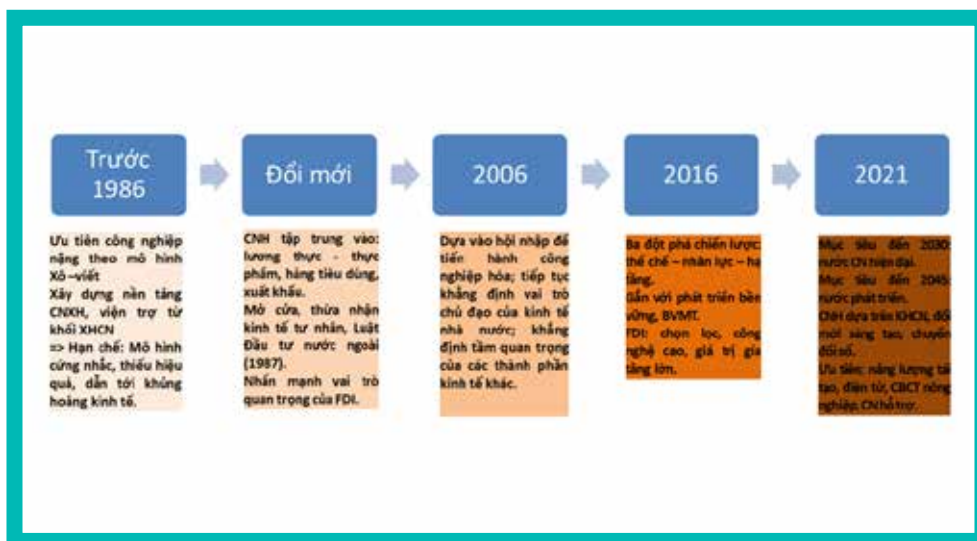 Trước
1986
Đổi mới
2006
2016
2021
Ưu tiên công nghiệp
nặng theo mô hình
Xô –viết
Xây dựng nền tảng
CNXH, viện trợ từ
khối XHCN
=> Hạn chế: Mô hình
cứng nhắc, thiếu hiệu
quả, dẫn tới khủng
hoảng kinh tế.
CNH tập trung vào:
lương thực - thực
phẩm, hàng tiêu dùng,
xuất khẩu.
Mở cửa, thừa nhận
kinh tế tư nhân, Luật
Đầu tư nước ngoài
(1987).
Nhấn mạnh vai trò
quan trọng của FDI.
Dựa vào hội nhập để
tiến hành công
nghiệp hóa; tiếp tục
khẳng định vai trò
chủ đạo của kinh tế
nhà nước; khẳng
định tầm quan trọng
của các thành phần
kinh tế khác.
Ba đột phá chiến lược:
thể chế – nhân lực – hạ
tầng.
Gắn với phát triển bền
vững, BVMT.
FDI: chọn lọc, công
nghệ cao, giá trị gia
tăng lớn.
Mục tiêu đến 2030:
nước CN hiện đại.
Mục tiêu đến 2045:
nước phát triển.
CNH dựa trên KHCN, đổi
mới sáng tạo, chuyển
đổi số.
Ưu tiên: năng lượng tái
tạo, điện tử, CBCT nông
nghiệp, CN hỗ trợ.